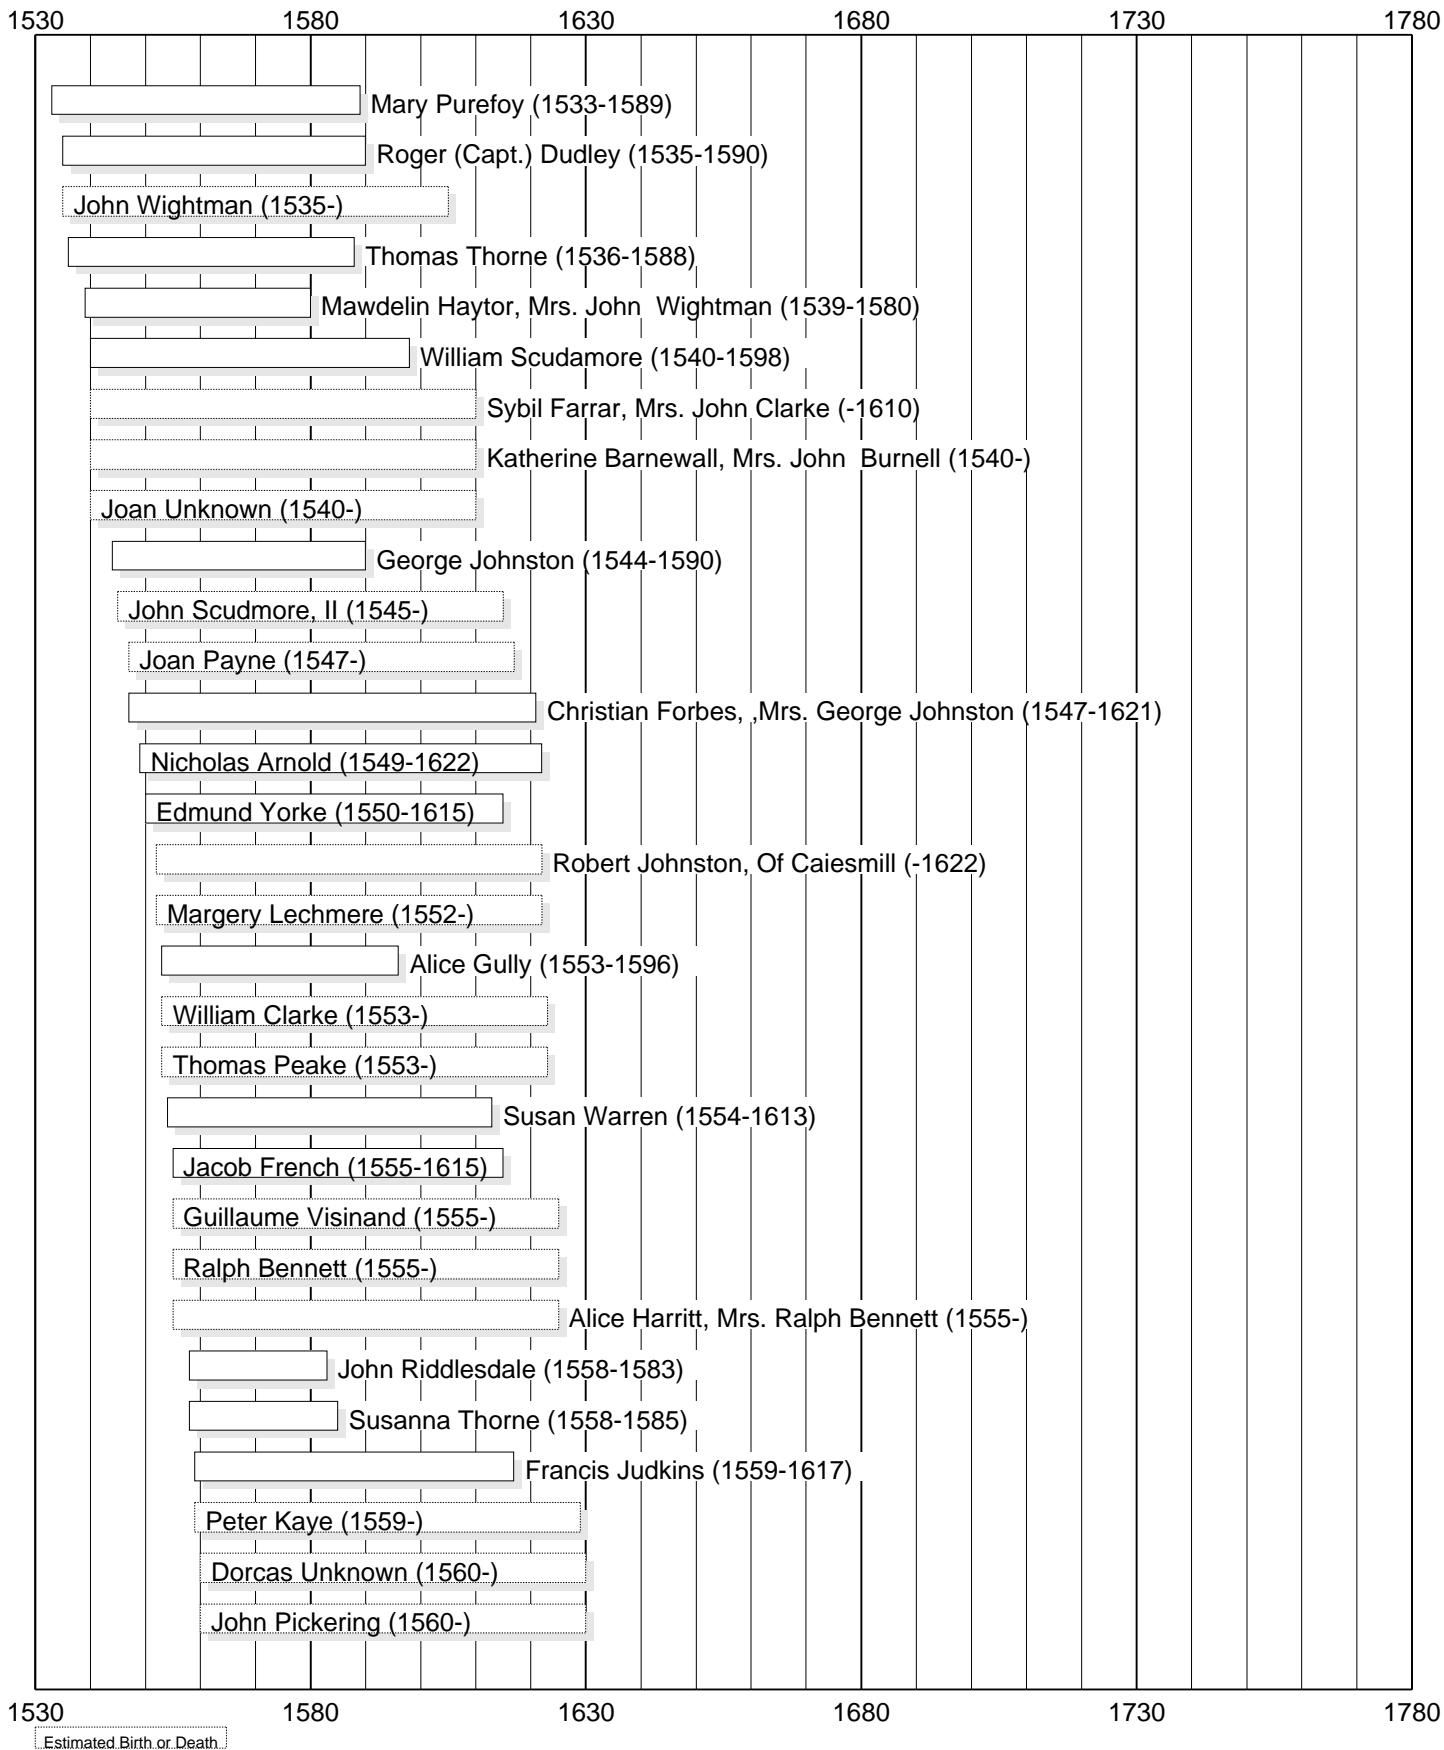 1530 1580 1630 1680 1730 1780
Mary Purefoy (1533-1589)
Roger (Capt.) Dudley (1535-1590)
John Wightman (1535-)
Thomas Thorne (1536-1588)
Mawdelin Haytor, Mrs. John  Wightman (1539-1580)
William Scudamore (1540-1598)
Sybil Farrar, Mrs. John Clarke (-1610)
Katherine Barnewall, Mrs. John  Burnell (1540-)
Joan Unknown (1540-)
George Johnston (1544-1590)
John Scudmore, II (1545-)
Joan Payne (1547-)
Christian Forbes, ,Mrs. George Johnston (1547-1621)
Nicholas Arnold (1549-1622)
Edmund Yorke (1550-1615)
Robert Johnston, Of Caiesmill (-1622)
Margery Lechmere (1552-)
Alice Gully (1553-1596)
William Clarke (1553-)
Thomas Peake (1553-)
Susan Warren (1554-1613)
Jacob French (1555-1615)
Guillaume Visinand (1555-)
Ralph Bennett (1555-)
Alice Harritt, Mrs. Ralph Bennett (1555-)
John Riddlesdale (1558-1583)
Susanna Thorne (1558-1585)
Francis Judkins (1559-1617)
Peter Kaye (1559-)
Dorcas Unknown (1560-)
John Pickering (1560-)
1530 1580 1630 1680 1730 1780
Estimated Birth or Death